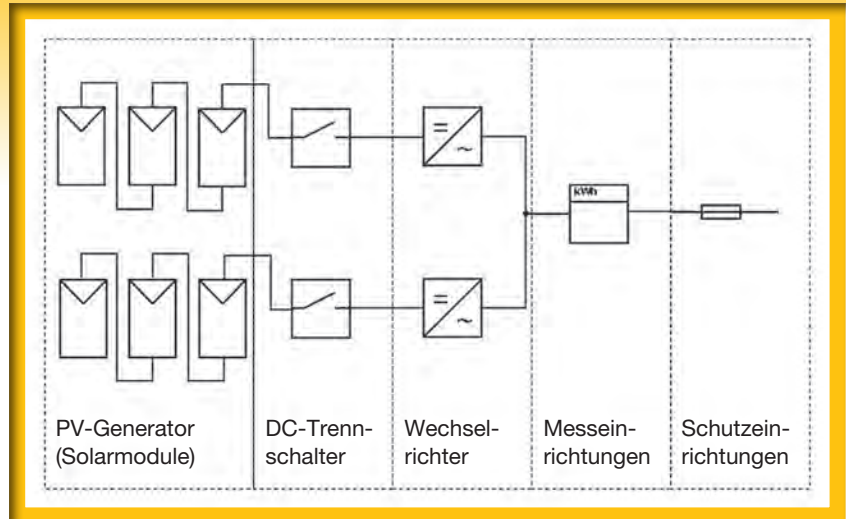 kWh
PV-Generator
(Solarmodule)
DC-Trenn-
schalter
Wechsel-
richter
Messein-
richtungen
Schutzein-
richtungen